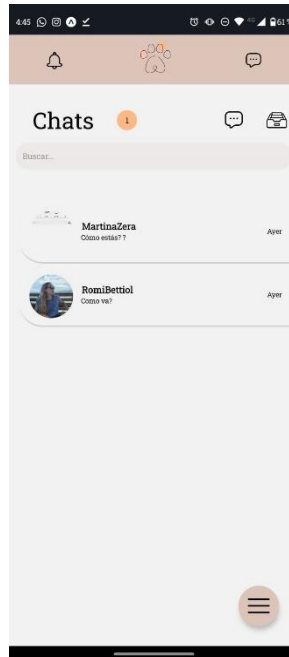 4:45 61%
Chats 1
Buscar...
MartinaZera
Cómo estás? ?
Ayer
RomiBettiol
Como va?
Ayer